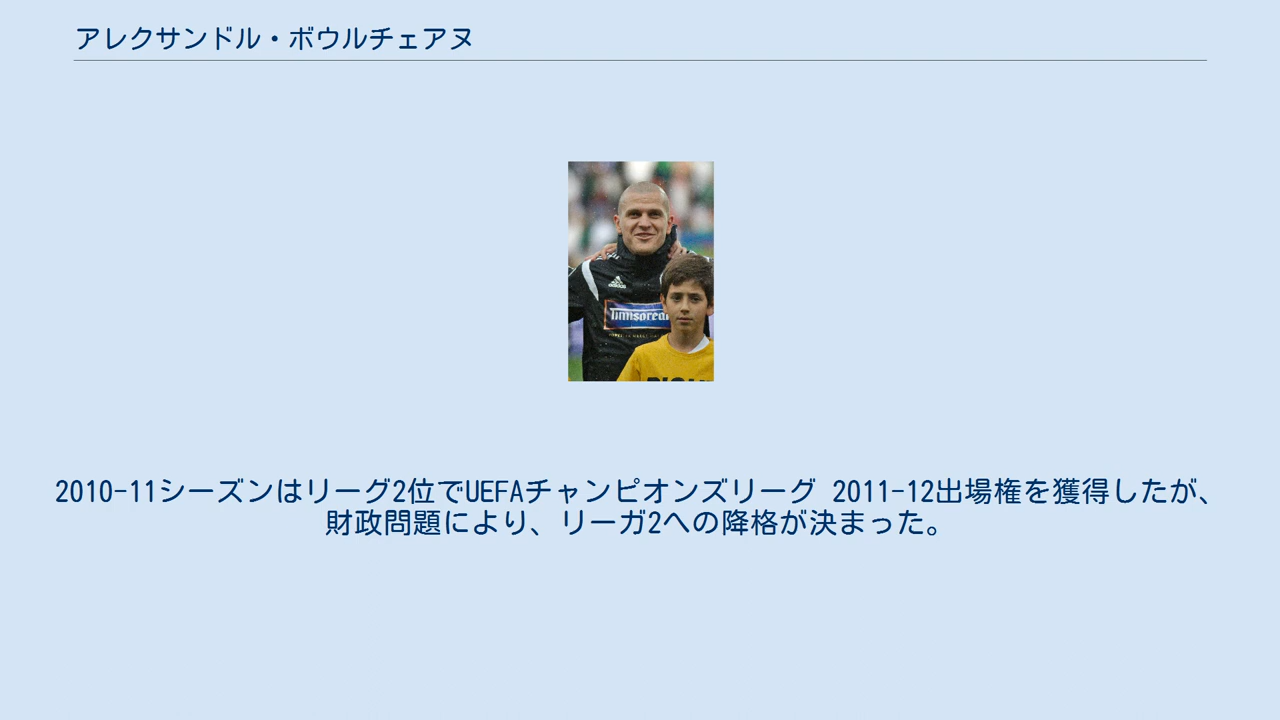 アレクサンドル・ボウルチェアヌ
adidas
Timisoreana
2010-11シーズンはリーグ2位でUEFAチャンピオンズリーグ 2011-12出場権を獲得したが、
財政問題により、リーガ2への降格が決まった。